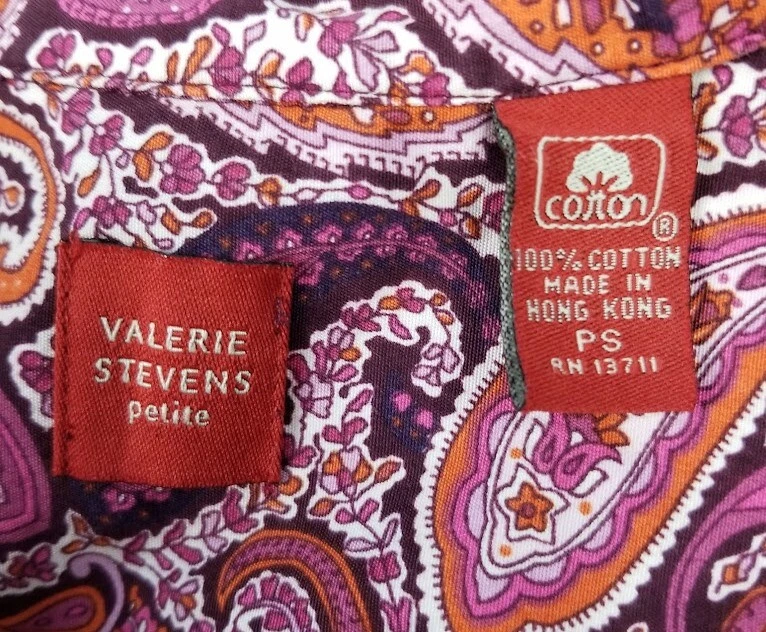 VALERIE
STEVENS
petite
cotton
®
100% COTTON
MADE IN
HONG KONG
PS
RN 13711